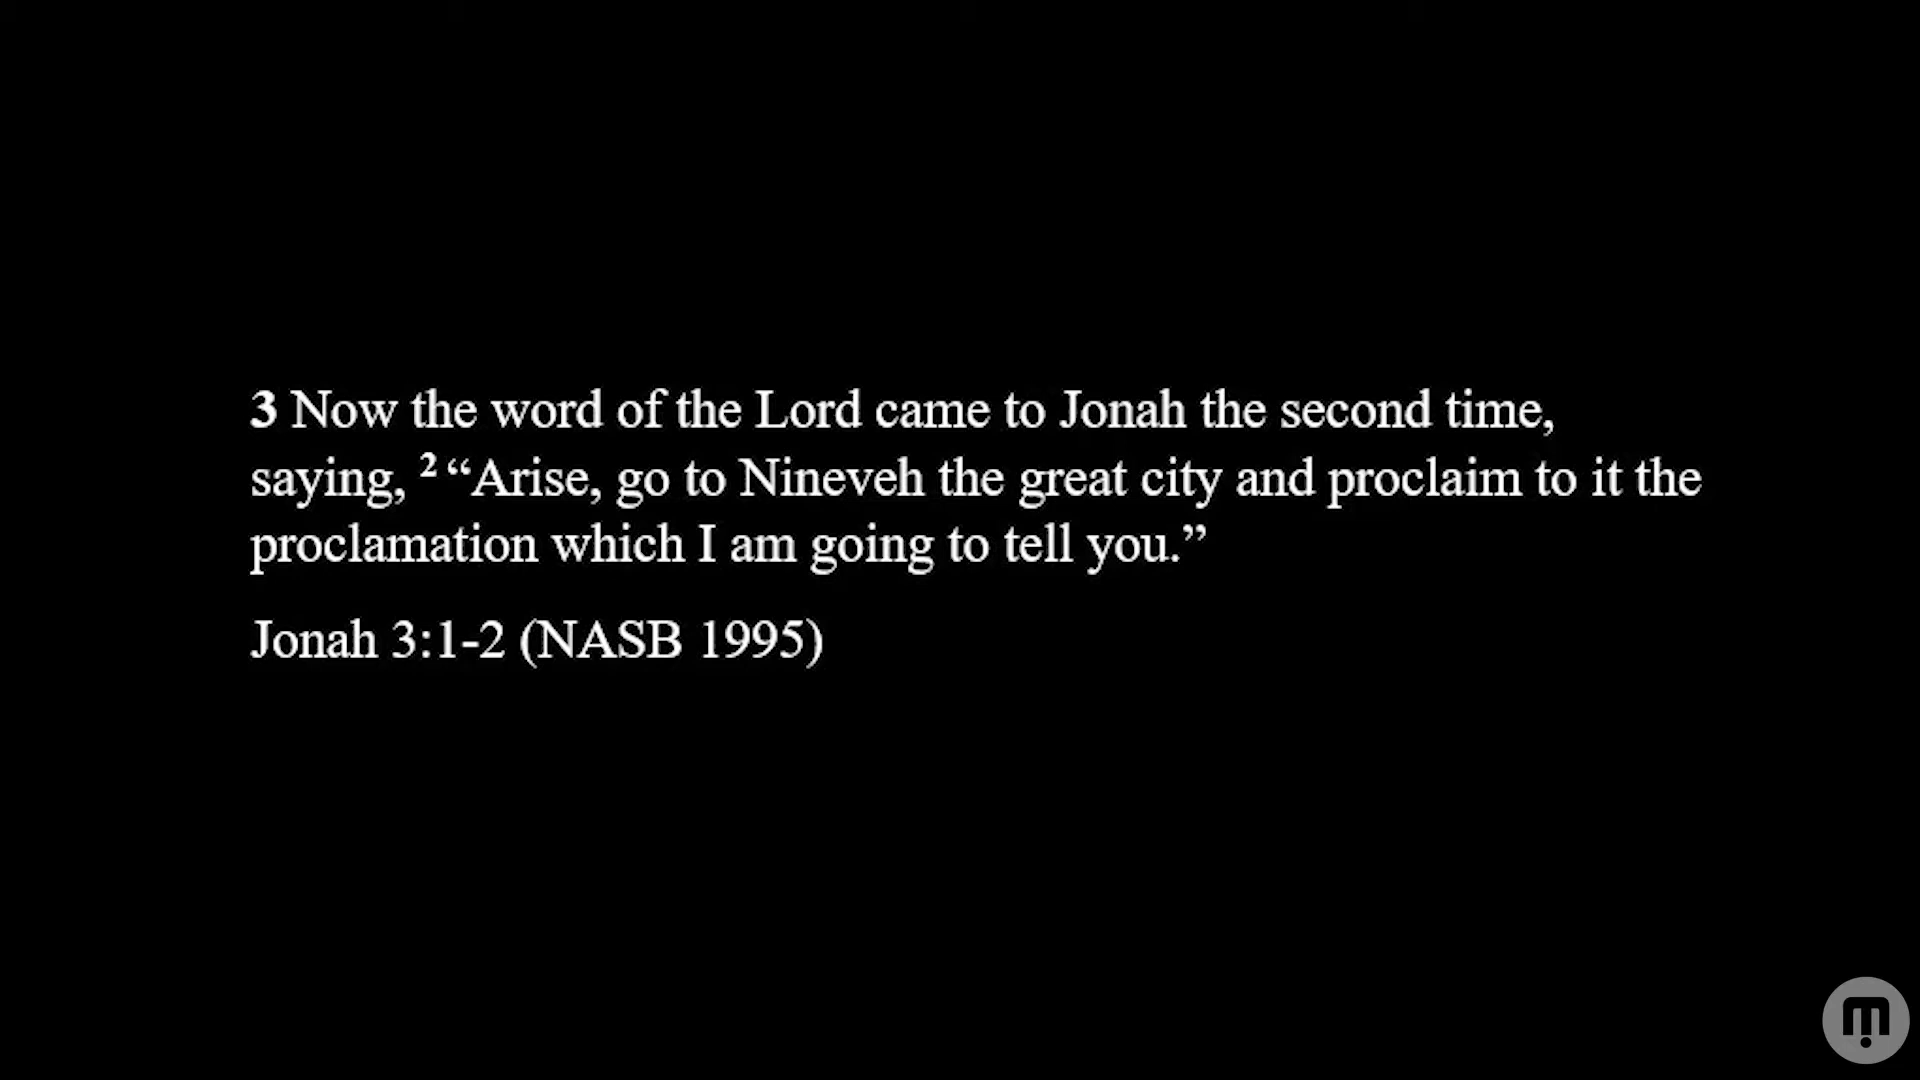 3 Now the word of the Lord came to Jonah the second time,
saying, 2 “Arise, go to Nineveh the great city and proclaim to it the
proclamation which I am going to tell you.”
Jonah 3:1-2 (NASB 1995)